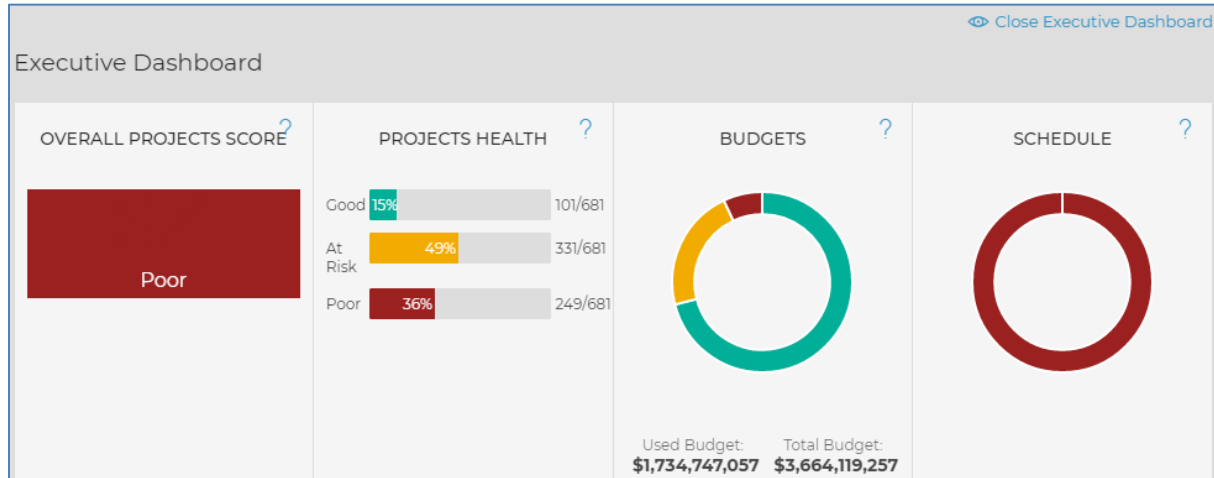 Close Executive Dashboard
Executive Dashboard
OVERALL PROJECTS SCORE ?
Poor
PROJECTS HEALTH ?
Good 15% 101/681
At Risk 49% 331/681
Poor 36% 249/681
BUDGETS ?
Used Budget: Total Budget:
$1,734,747,057 $3,664,119,257
SCHEDULE ?